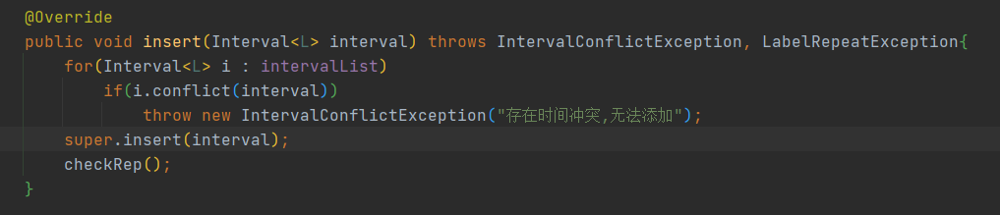 @Override
public void insert(Interval<L> interval) throws IntervalConflictException, LabelRepeatException{
    for(Interval<L> i : intervalList)
        if(i.conflict(interval))
            throw new IntervalConflictException("存在时间冲突,无法添加");
    super.insert(interval);
    checkRep();
}